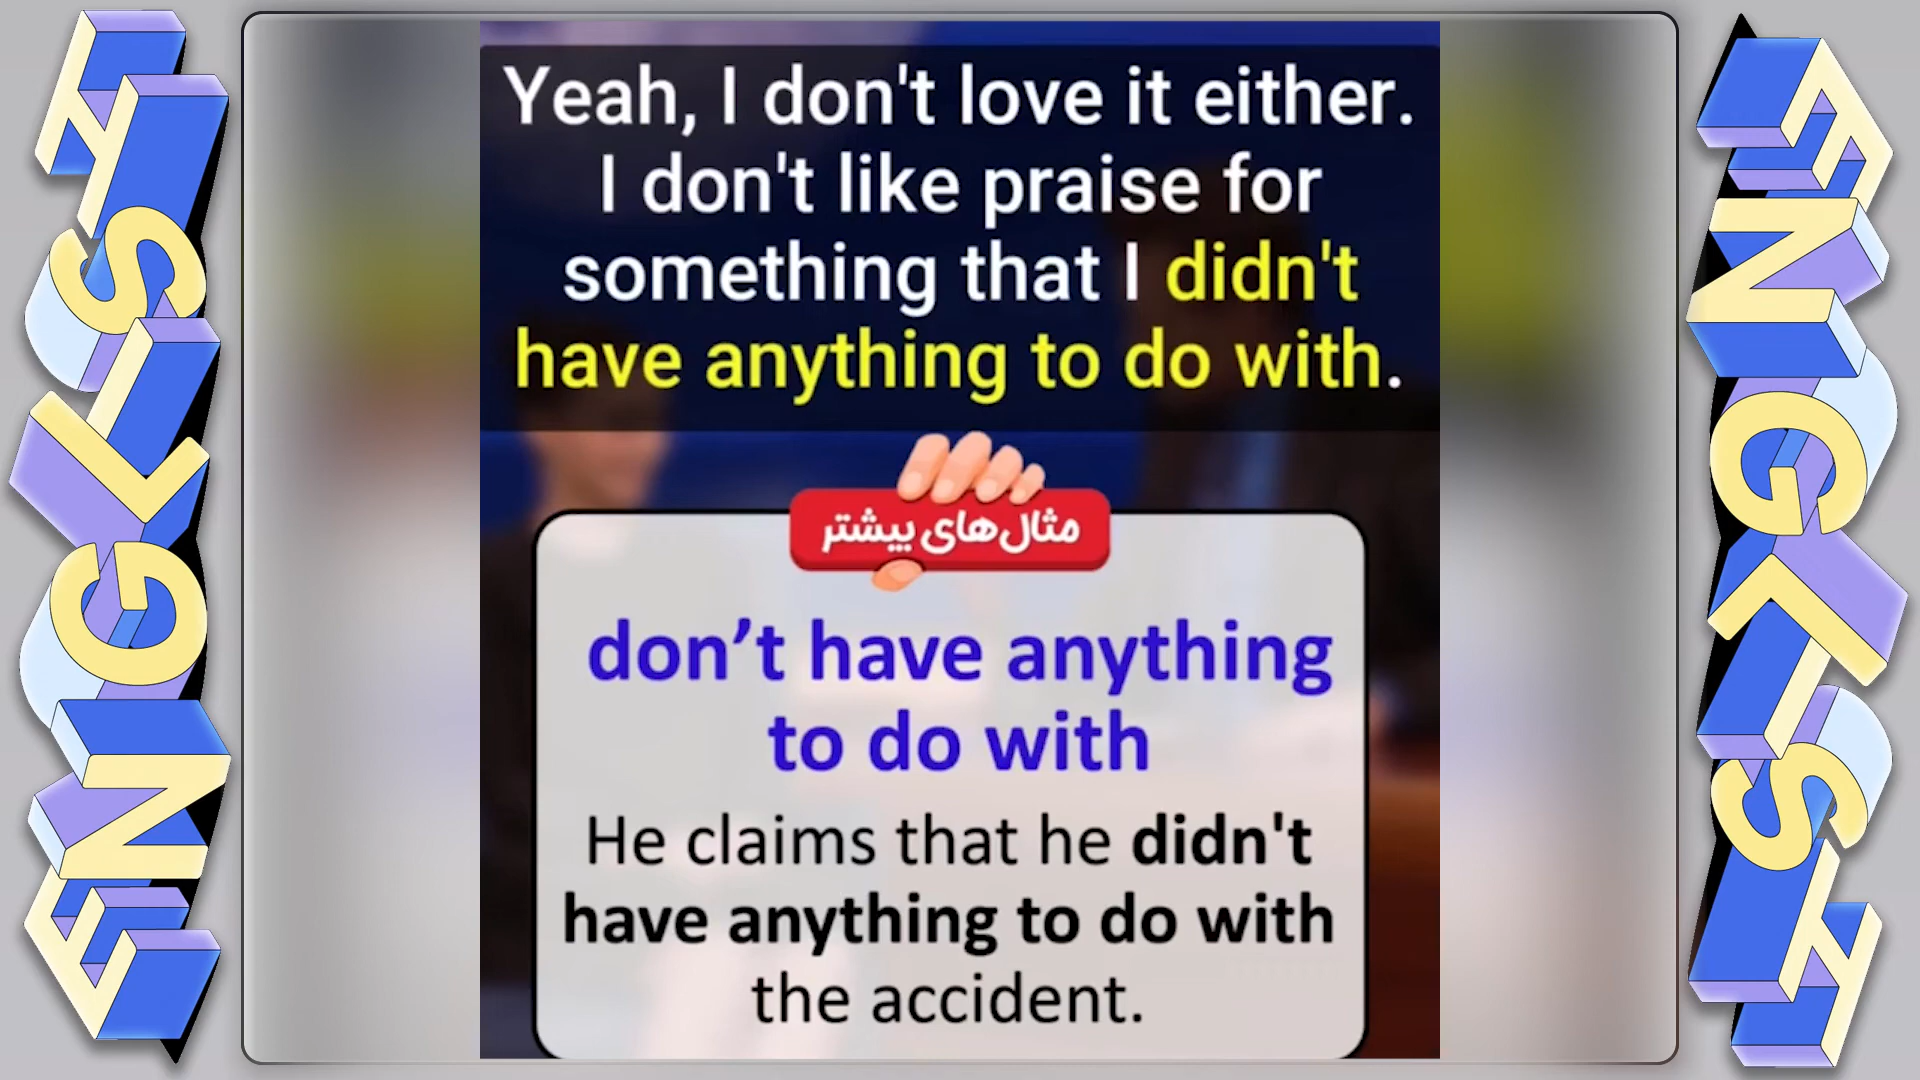 ENGLISH
Yeah, I don't love it either.
I don't like praise for
something that I didn't
have anything to do with.
مثال‌های بیشتر
don’t have anything
to do with
He claims that he didn't
have anything to do with
the accident.
ENGLISH